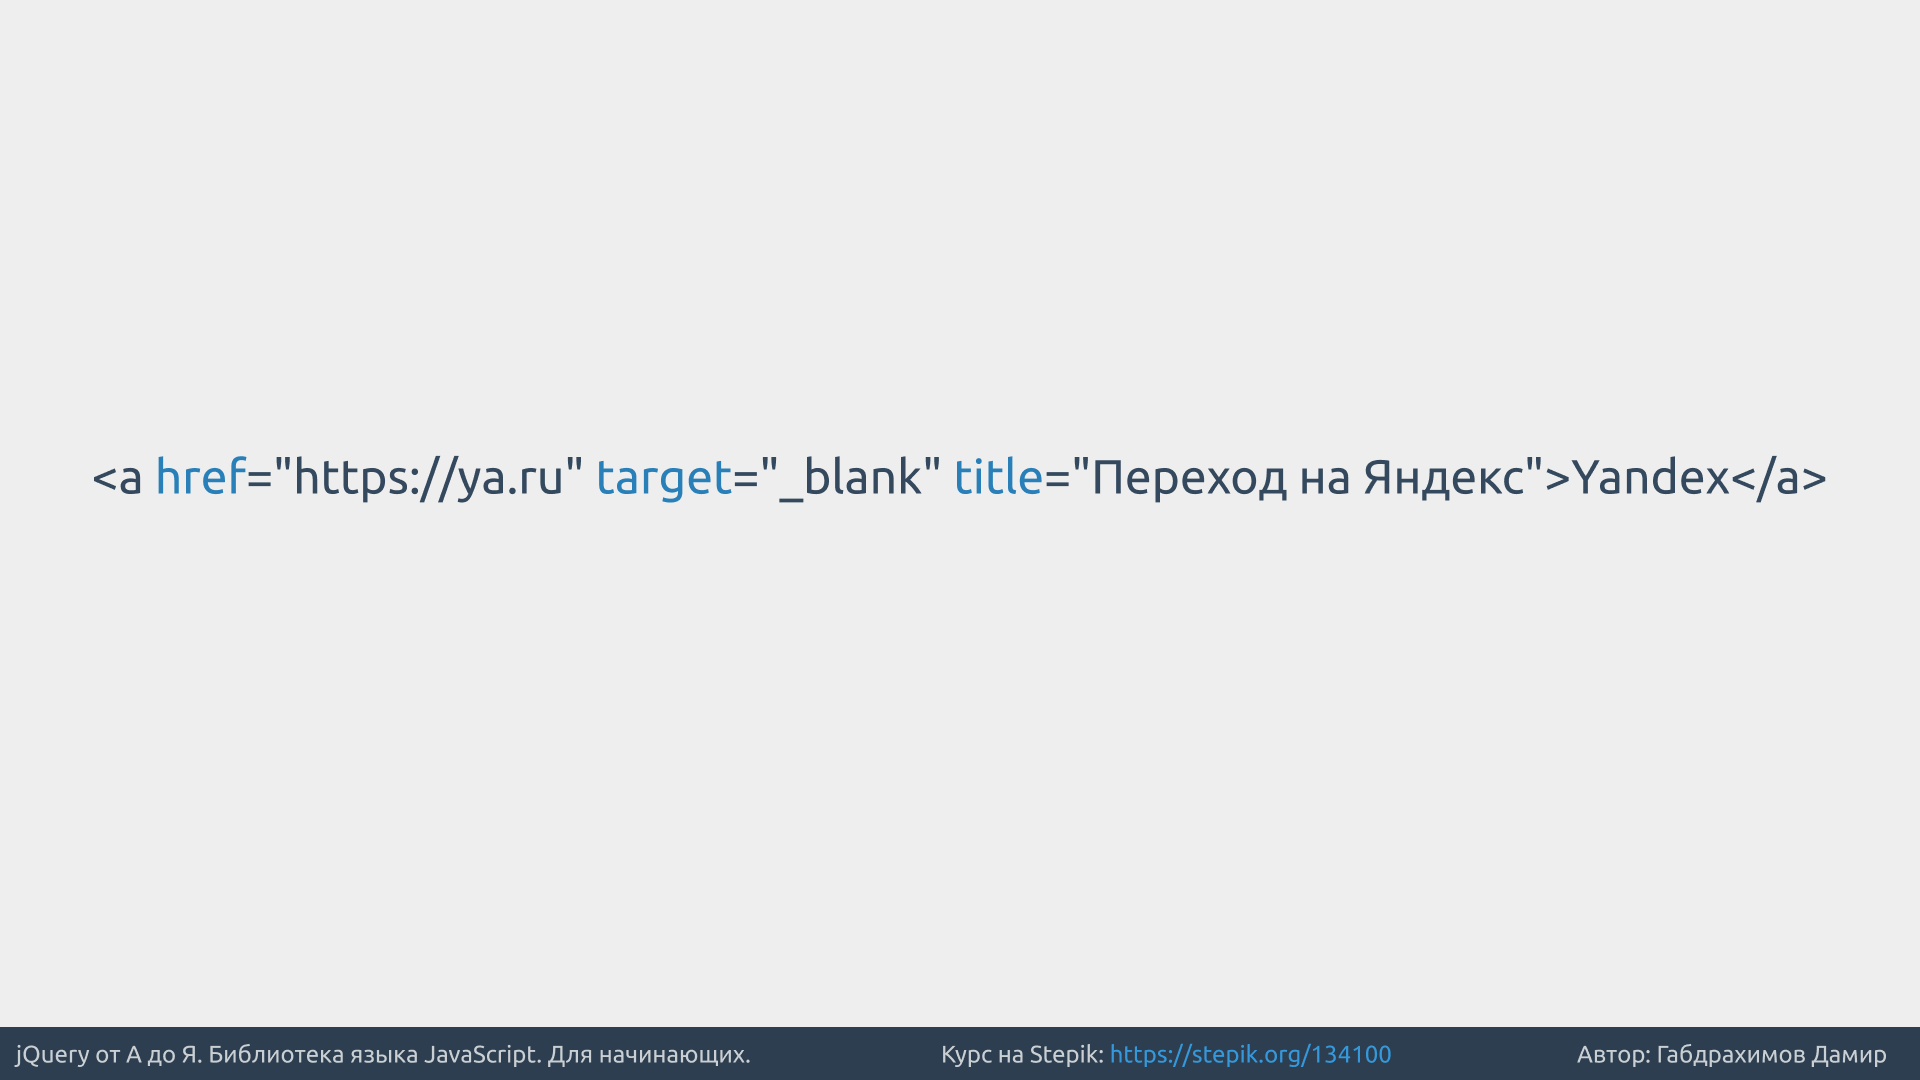 <a href="https://ya.ru" target="_blank" title="Переход на Яндекс">Yandex</a>
jQuery от А до Я. Библиотека языка JavaScript. Для начинающих. Курс на Stepik: https://stepik.org/134100 Автор: Габдрахимов Дамир